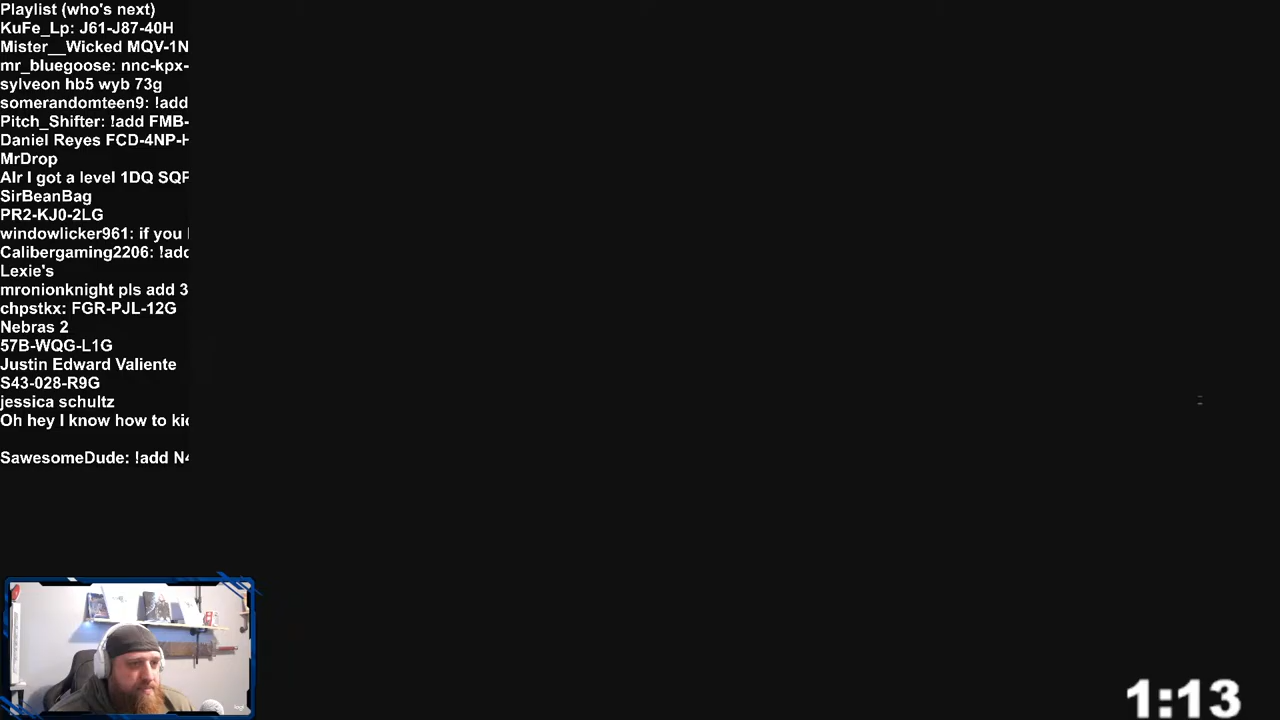 Playlist (who's next)
KuFe_Lp: J61-J87-40H
Mister__Wicked MQV-1N
mr_bluegoose: nnc-kpx-
sylveon hb5 wyb 73g
somerandomteen9: !add
Pitch_Shifter: !add FMB-
Daniel Reyes FCD-4NP-H
MrDrop
Alr I got a level 1DQ SQP
SirBeanBag
PR2-KJ0-2LG
windowlicker961: if you
Calibergaming2206: !add
Lexie's
mronionknight pls add 3
chpstkx: FGR-PJL-12G
Nebras 2
57B-WQG-L1G
Justin Edward Valiente
S43-028-R9G
jessica schultz
Oh hey I know how to kic
SawesomeDude: !add N4
1:13